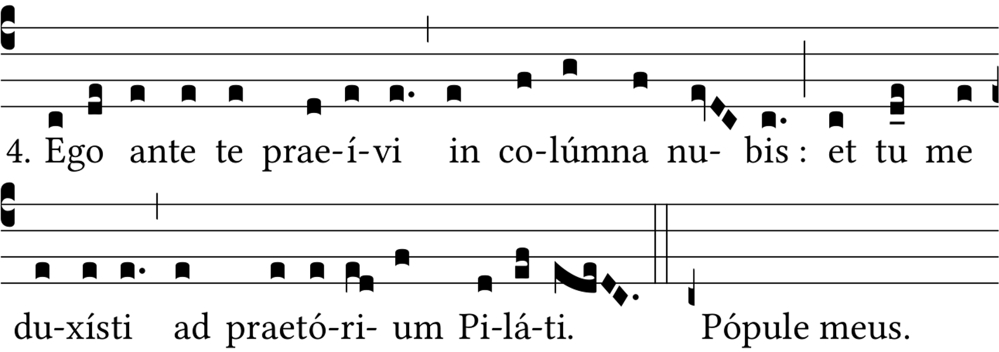 4. Ego ante te prae-í-vi in co-lúmna nu- bis : et tu me
du-xísti ad praetó-ri- um Pi-lá-ti. Pópule meus.